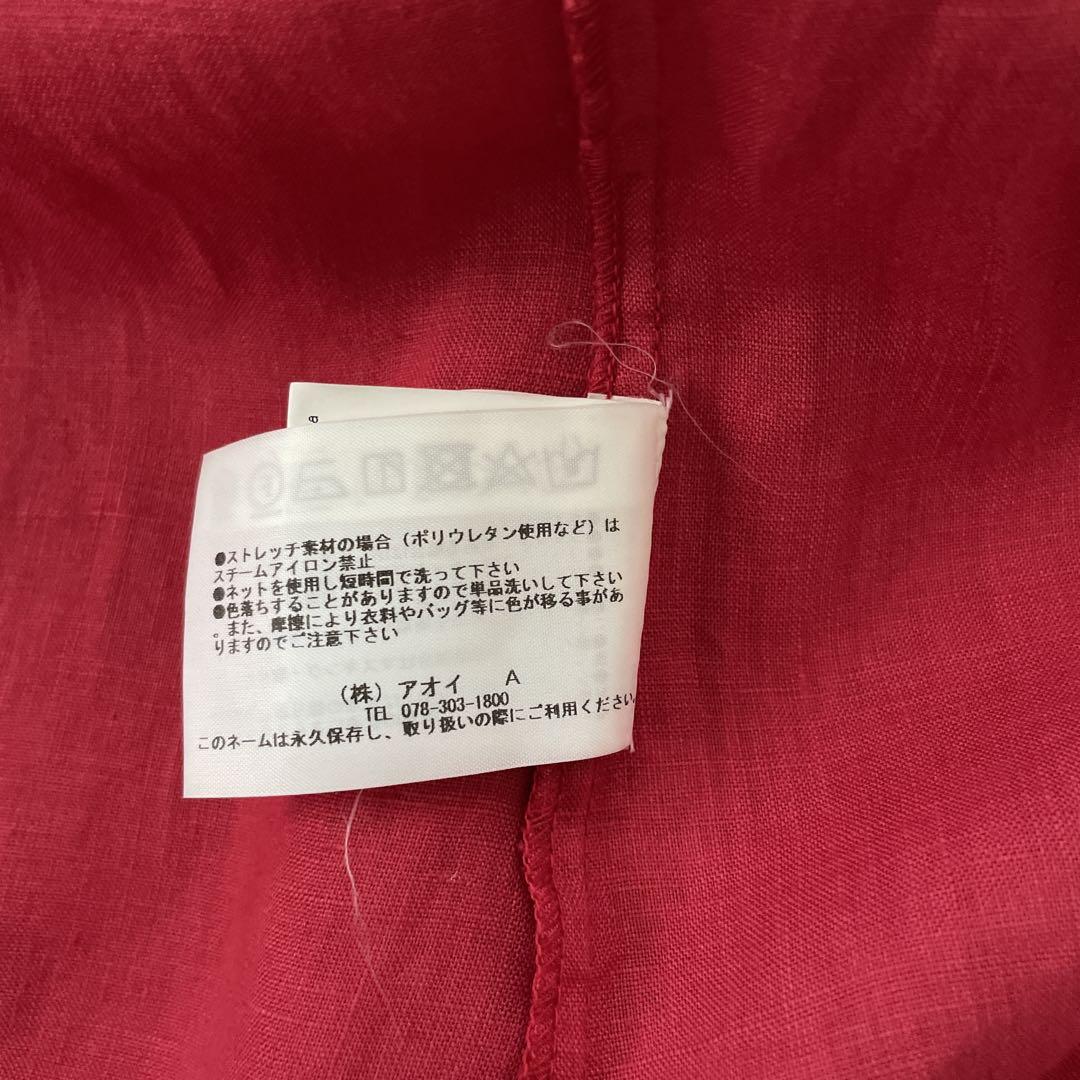 ●ストレッチ素材の場合（ポリウレタン使用など）は
スチームアイロン禁止
●ネットを使用し短時間で洗って下さい
●色落ちすることがありますので単品洗いして下さい
。また、摩擦により衣料やバッグ等に色が移る事があ
りますのでご注意下さい
（株）アオイ A
TEL 078-303-1800
このネームは永久保存し、取り扱いの際にご利用ください。